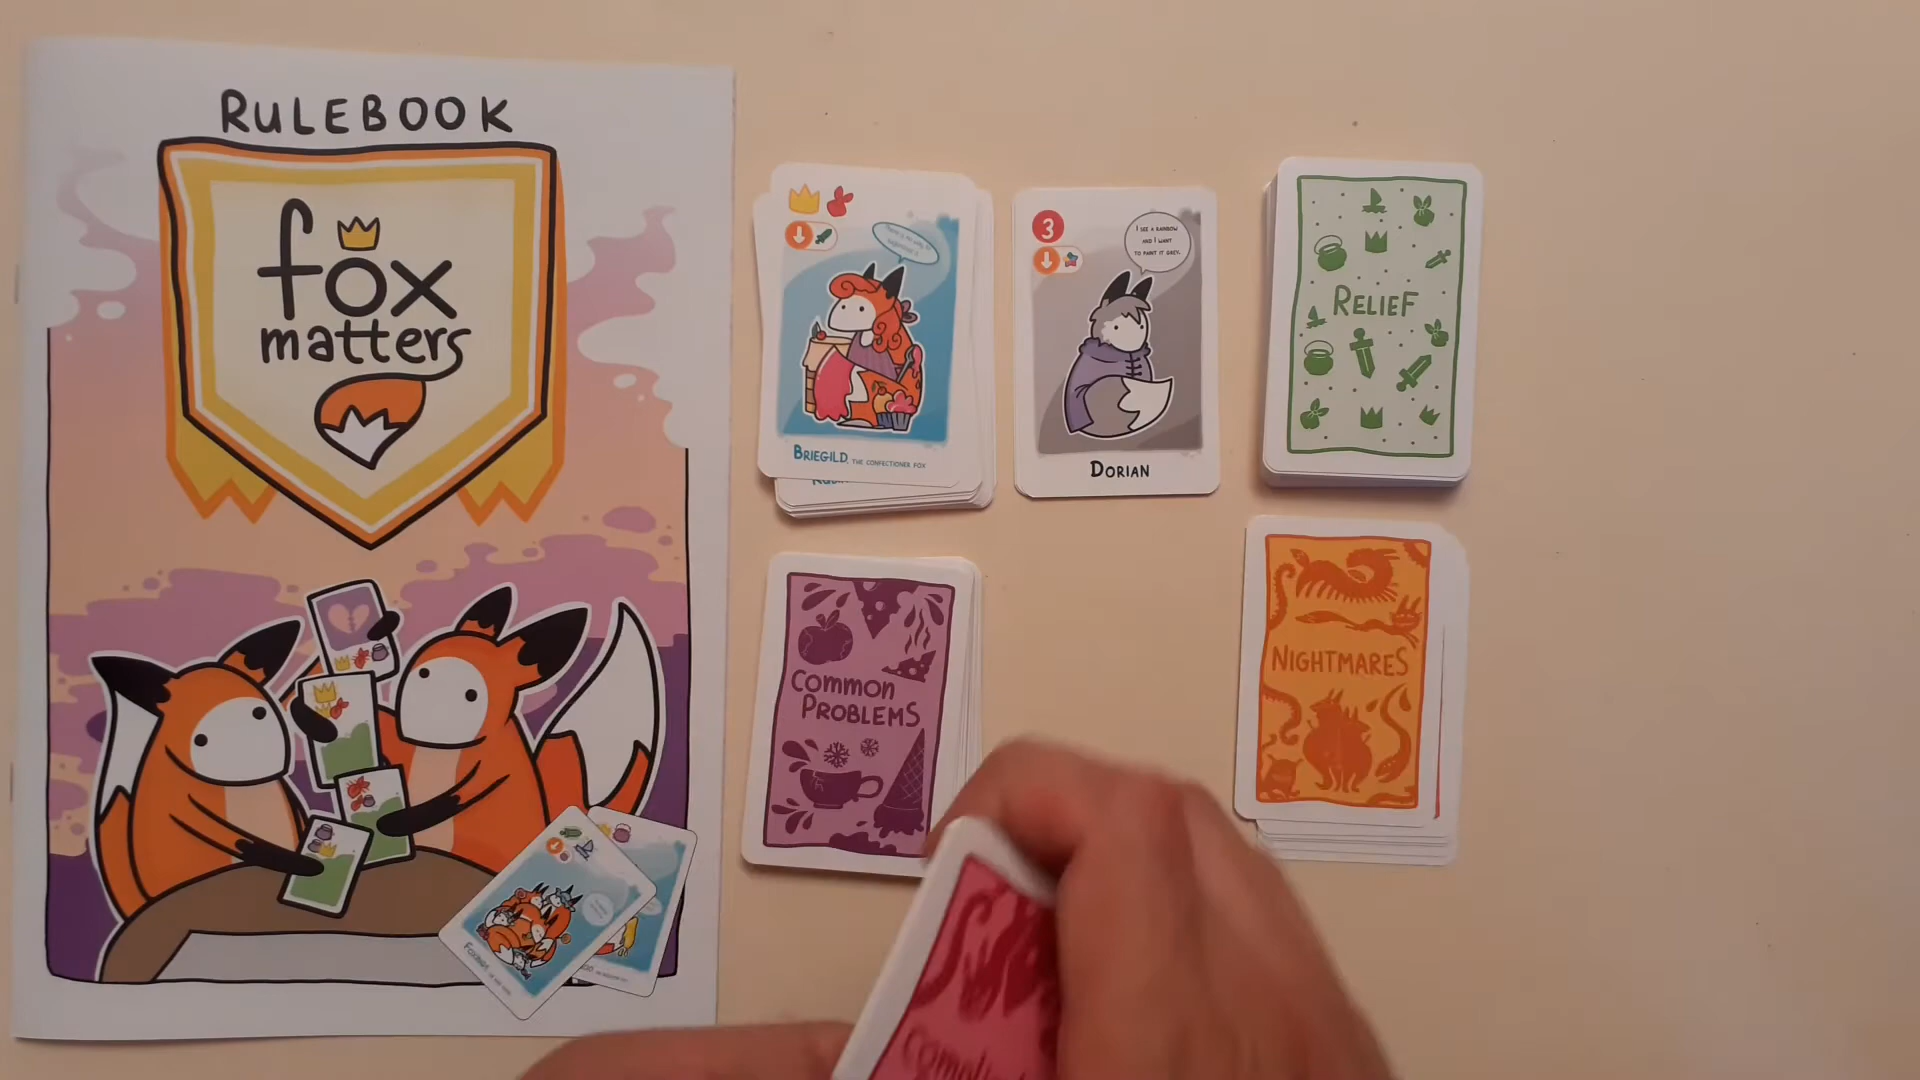 RULEBOOK
fox
matters
BRIEGILD, THE CONFECTIONER FOX
3
I SEE A RAINBOW
AND I WANT
TO PAINT IT GREY.
DORIAN
RELIEF
COMMON
PROBLEMS
NIGHTMARES